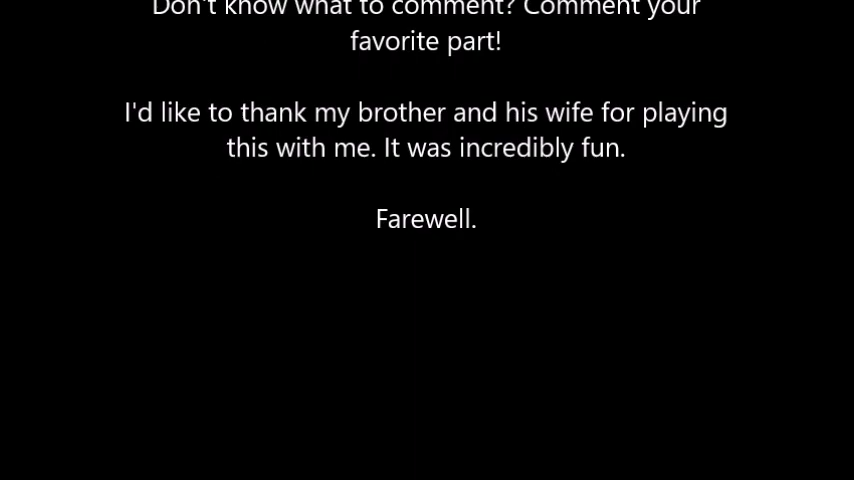 Don't know what to comment? Comment your
favorite part!
I'd like to thank my brother and his wife for playing
this with me. It was incredibly fun.
Farewell.